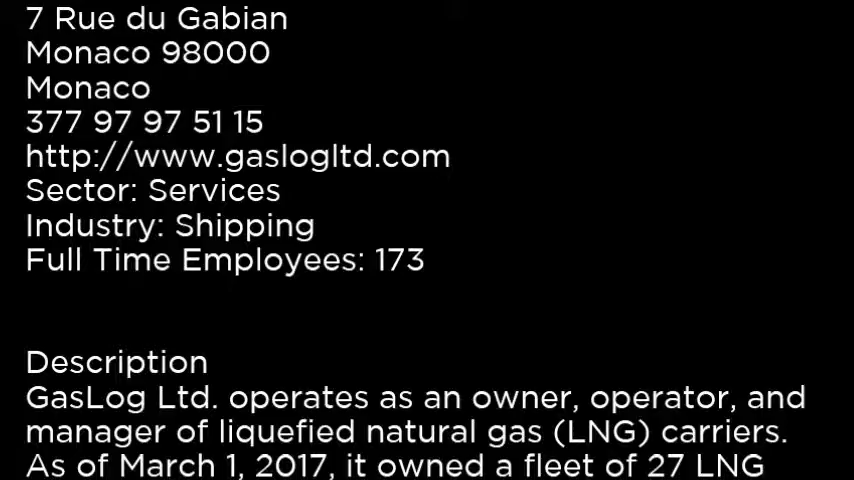 7 Rue du Gabian
Monaco 98000
Monaco
377 97 97 51 15
http://www.gaslogltd.com
Sector: Services
Industry: Shipping
Full Time Employees: 173
Description
GasLog Ltd. operates as an owner, operator, and
manager of liquefied natural gas (LNG) carriers.
As of March 1, 2017, it owned a fleet of 27 LNG